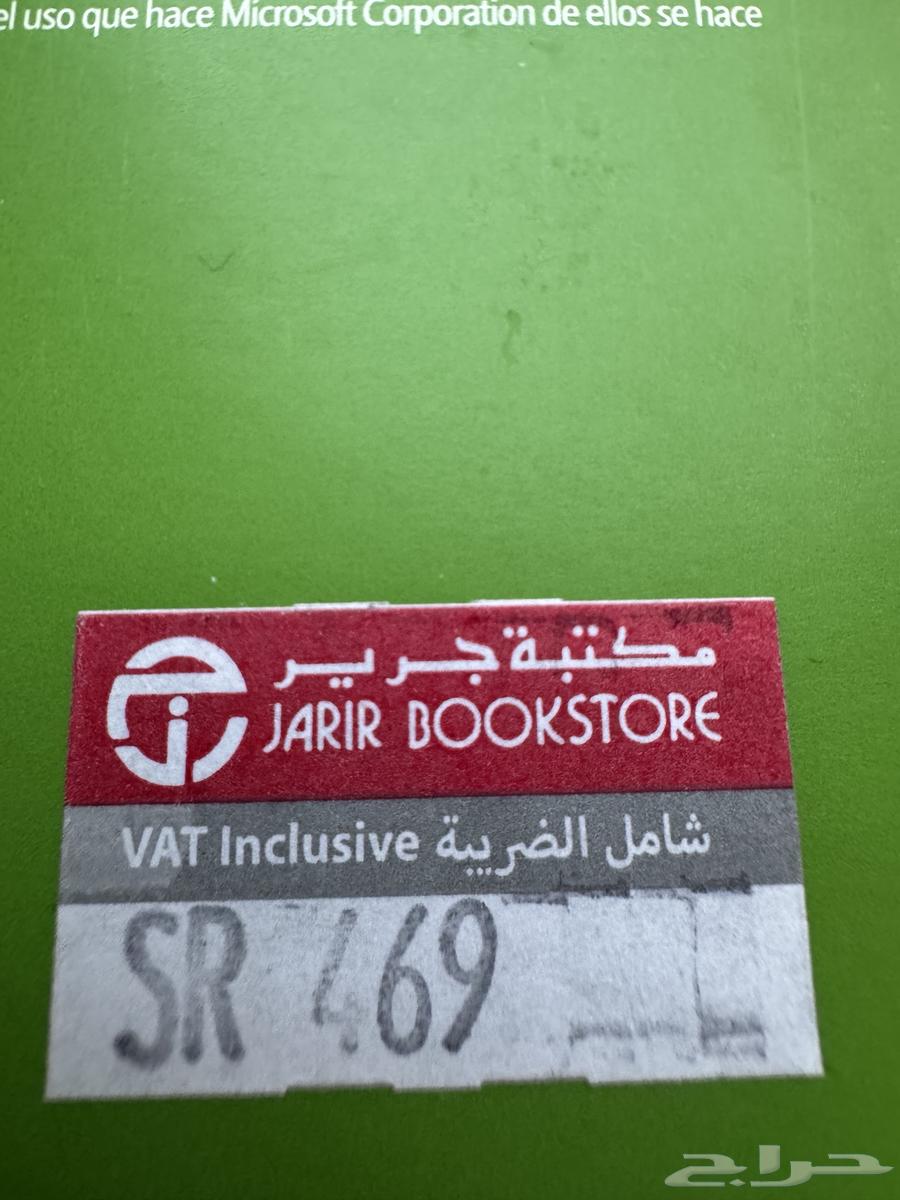 el uso que hace Microsoft Corporation de ellos se hace
مكتبة جرير
JARIR BOOKSTORE
VAT Inclusive شامل الضريبة
SR 469
حراج